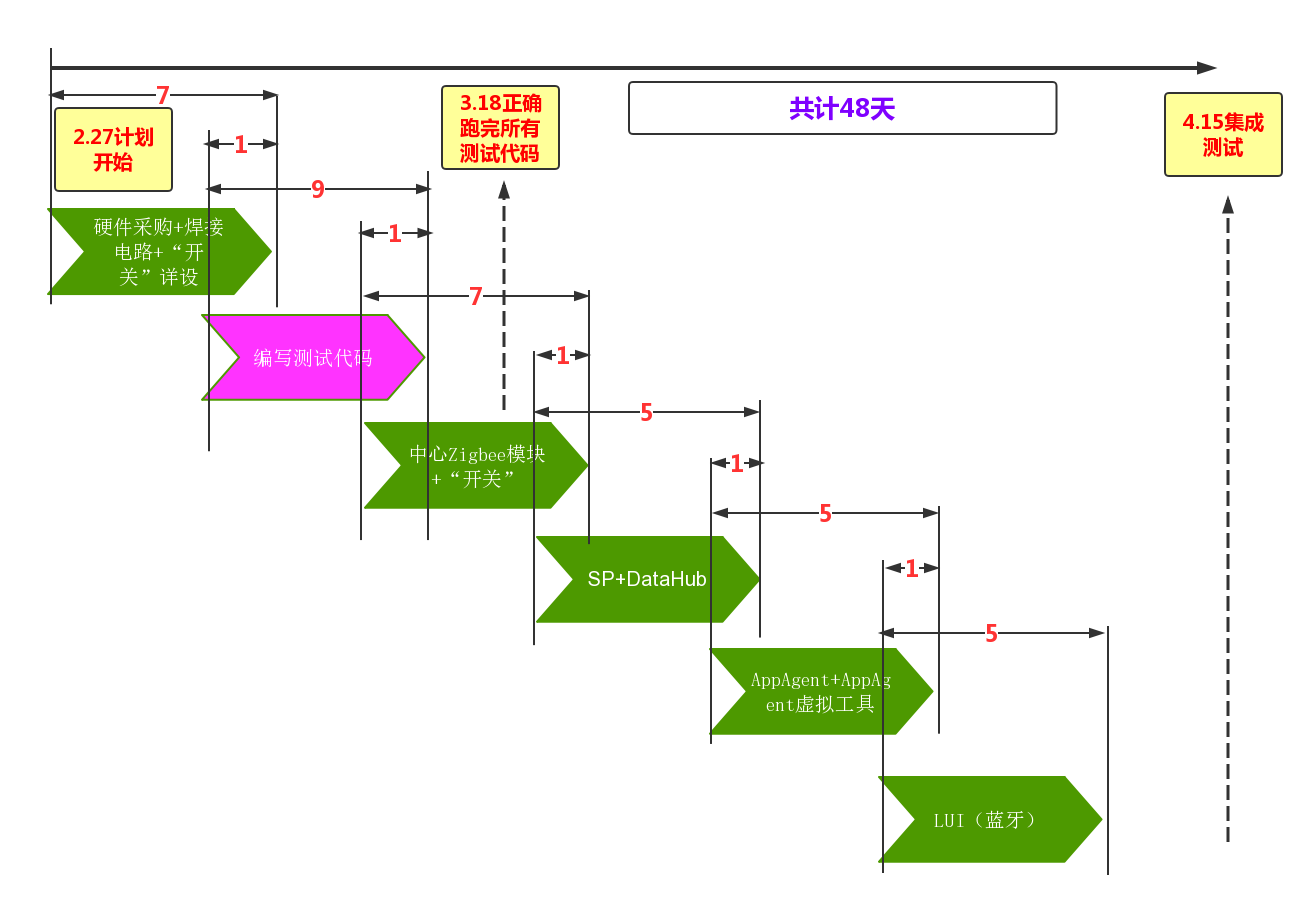 7
2.27计划
开始
1
3.18正确
跑完所有
测试代码
共计48天
4.15集成
测试
9
硬件采购+焊接
电路+“开
关”详设
1
7
编写测试代码
1
5
中心Zigbee模块
+“开关”
1
5
SP+DataHub
1
5
AppAgent+AppAg
ent虚拟工具
LUI（蓝牙）